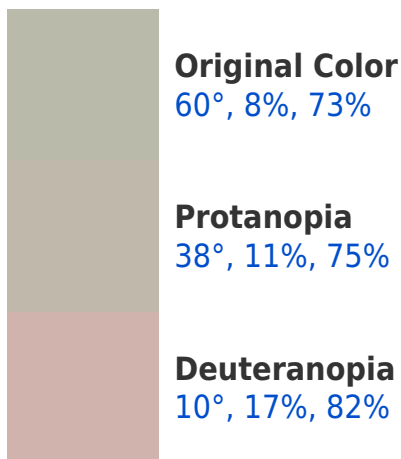 Original Color
60°, 8%, 73%
Protanopia
38°, 11%, 75%
Deuteranopia
10°, 17%, 82%